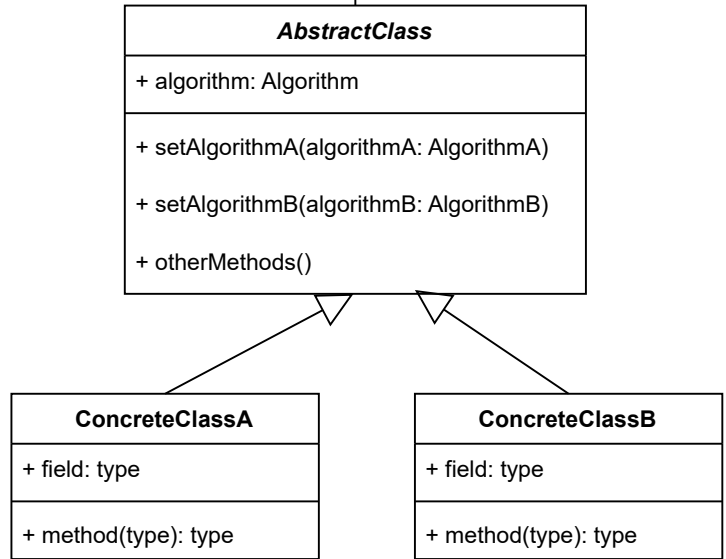 AbstractClass
+ algorithm: Algorithm
+ setAlgorithmA(algorithmA: AlgorithmA)
+ setAlgorithmB(algorithmB: AlgorithmB)
+ otherMethods()
ConcreteClassA
+ field: type
+ method(type): type
ConcreteClassB
+ field: type
+ method(type): type